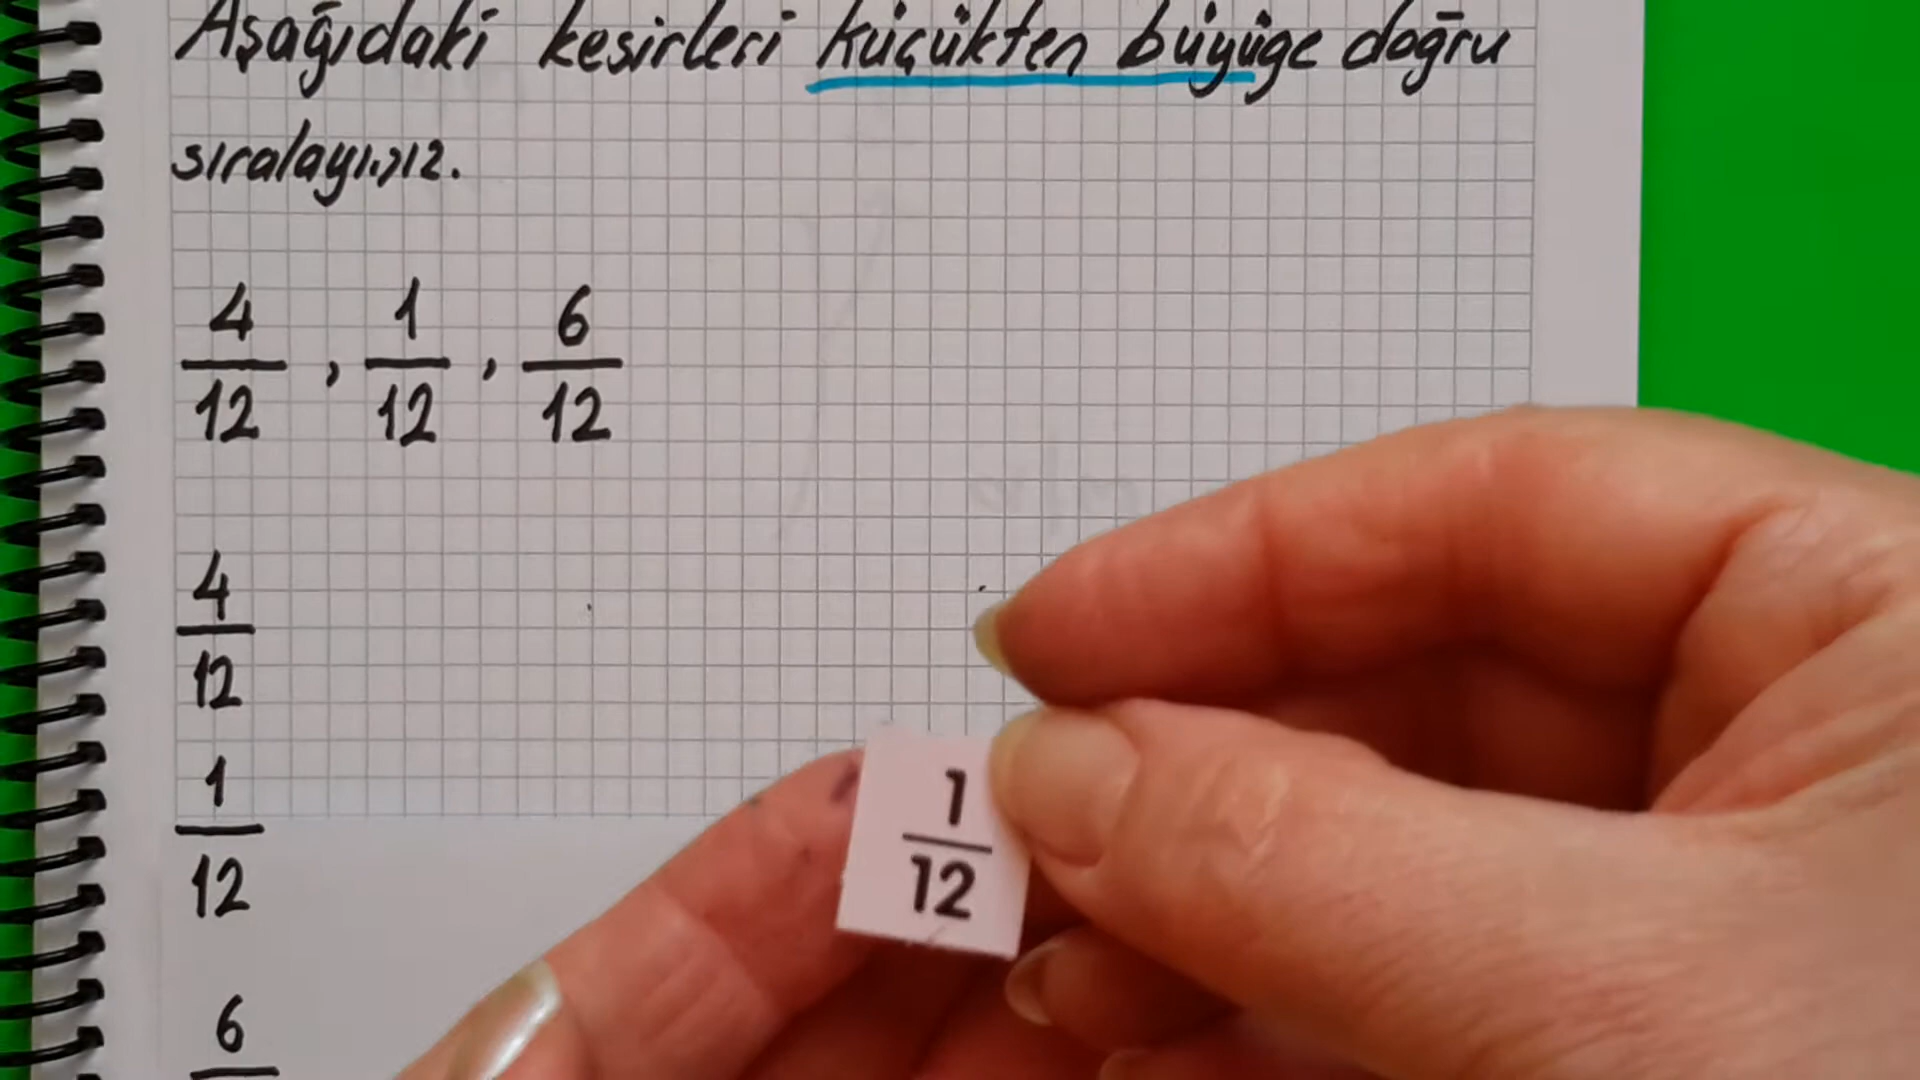 Aşağıdaki kesirleri küçükten büyüğe doğru
sıralayınız.
4/12, 1/12, 6/12
4/12
1/12
1/12
6